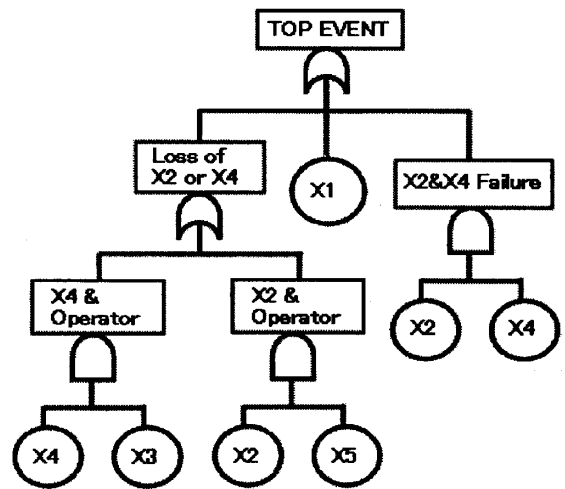 TOP EVENT
Loss of
X2 or X4
X1
X2&X4 Failure
X4 &
Operator
X2 &
Operator
X2
X4
X4
X3
X2
X5